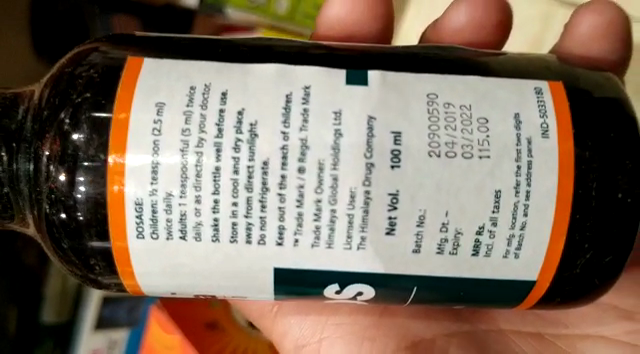 DOSAGE:
Children: ½ teaspoon (2.5 ml)
twice daily.
Adults: 1 teaspoonful (5 ml) twice
daily, or as directed by your doctor.
Shake the bottle well before use.
Store in a cool and dry place,
away from direct sunlight.
Do not refrigerate.
Keep out of the reach of children.
™ Trade Mark / ® Regd. Trade Mark
Trade Mark Owner:
Himalaya Global Holdings Ltd.
Licensed User:
The Himalaya Drug Company
Net Vol. 100 ml
Batch No.: 20900590
Mfg. Dt. – 04/2019
Expiry: 03/2022
MRP Rs. 115.00
Incl. of all taxes
For mfg. location, refer the first two digits
of Batch No. and see address panel.
IND-5033180